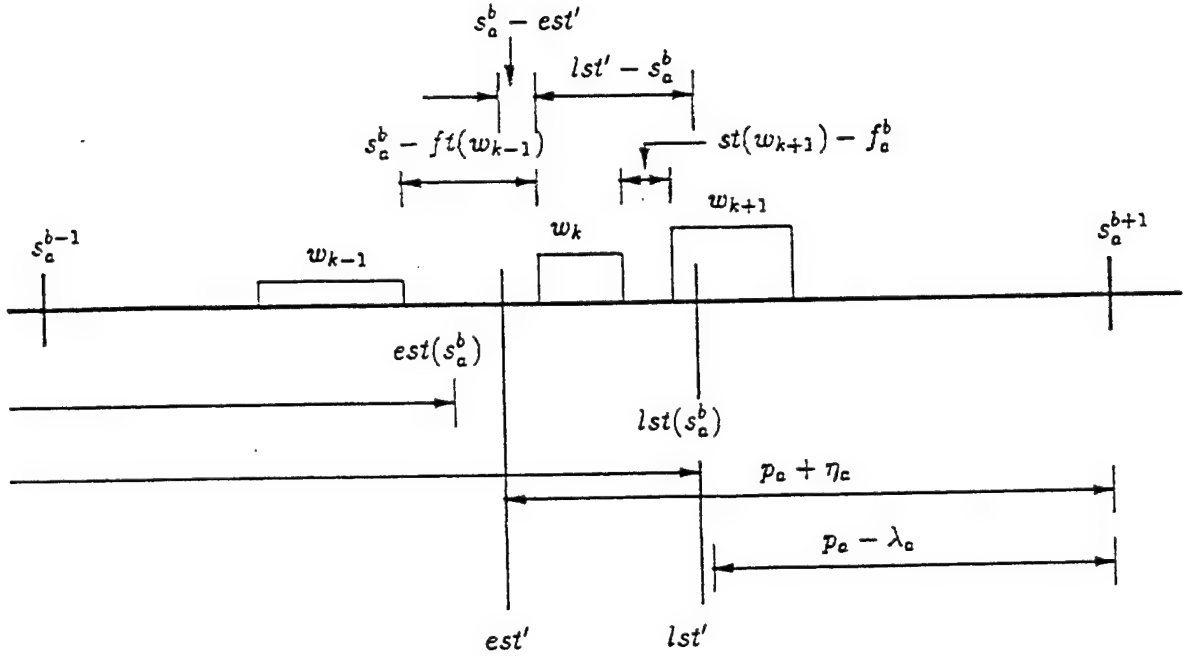 s_a^b − est′
lst′ − s_a^b
s_a^b − ft(w_{k−1})
st(w_{k+1}) − f_a^b
s_a^{b−1}
w_{k−1}
w_k
w_{k+1}
s_a^{b+1}
est(s_a^b)
lst(s_a^b)
p_a + η_a
p_a − λ_a
est′
lst′